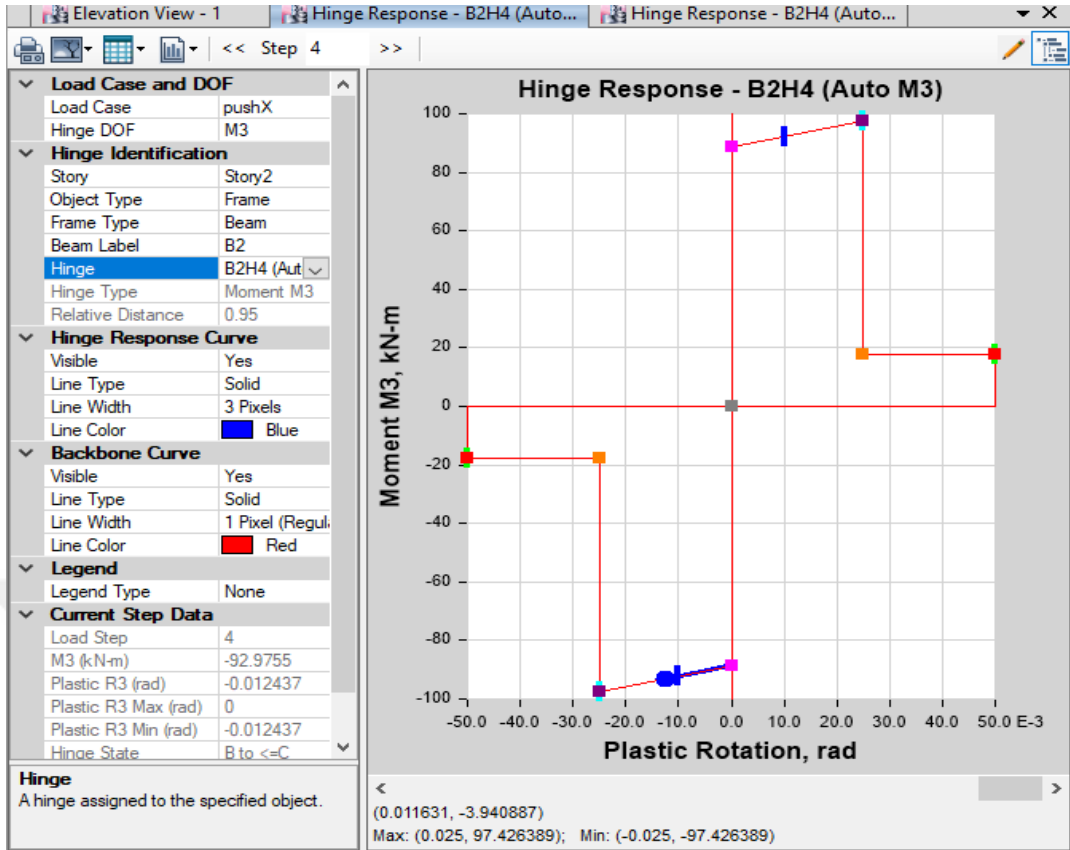 Elevation View - 1
Hinge Response - B2H4 (Auto...
Hinge Response - B2H4 (Auto...
<< Step 4 >>
Load Case and DOF
Load Case pushX
Hinge DOF M3
Hinge Identification
Story Story2
Object Type Frame
Frame Type Beam
Beam Label B2
Hinge B2H4 (Aut
Hinge Type Moment M3
Relative Distance 0.95
Hinge Response Curve
Visible Yes
Line Type Solid
Line Width 3 Pixels
Line Color Blue
Backbone Curve
Visible Yes
Line Type Solid
Line Width 1 Pixel (Regula
Line Color Red
Legend
Legend Type None
Current Step Data
Load Step 4
M3 (kN-m) -92.9755
Plastic R3 (rad) -0.012437
Plastic R3 Max (rad) 0
Plastic R3 Min (rad) -0.012437
Hinge State B to <=C
Hinge
A hinge assigned to the specified object.
Hinge Response - B2H4 (Auto M3)
Moment M3, kN-m
100
80
60
40
20
0
-20
-40
-60
-80
-100
-50.0 -40.0 -30.0 -20.0 -10.0 0.0 10.0 20.0 30.0 40.0 50.0 E-3
Plastic Rotation, rad
(0.011631, -3.940887)
Max: (0.025, 97.426389); Min: (-0.025, -97.426389)